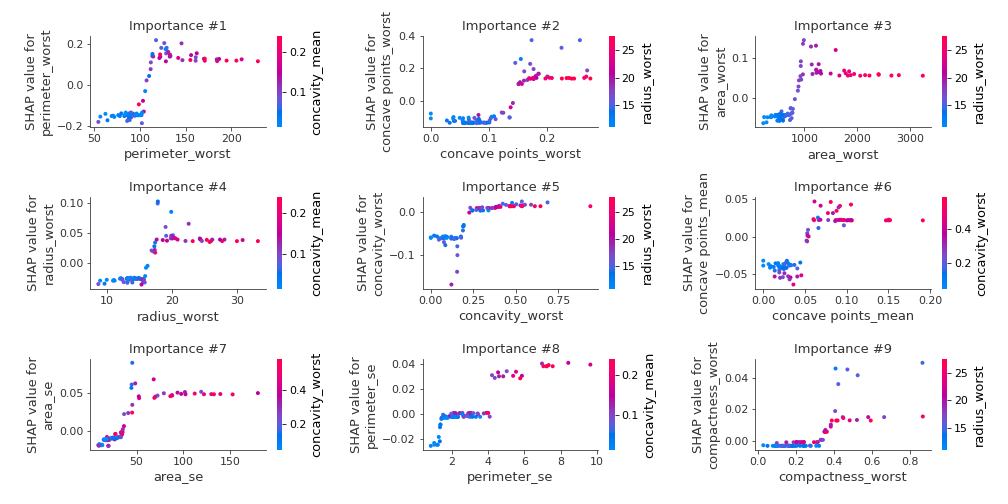 Importance #1
SHAP value for
perimeter_worst
0.2
0.0
−0.2
50
100
150
200
perimeter_worst
0.2
0.1
concavity_mean
Importance #2
SHAP value for
concave points_worst
0.4
0.2
0.0
0.0
0.1
0.2
concave points_worst
25
20
15
radius_worst
Importance #3
SHAP value for
area_worst
0.1
0.0
1000
2000
3000
area_worst
25
20
15
radius_worst
Importance #4
SHAP value for
radius_worst
0.10
0.05
0.00
10
20
30
radius_worst
0.2
0.1
concavity_mean
Importance #5
SHAP value for
concavity_worst
0.0
−0.1
0.00
0.25
0.50
0.75
concavity_worst
25
20
15
radius_worst
Importance #6
SHAP value for
concave points_mean
0.05
0.00
−0.05
0.00
0.05
0.10
0.15
0.20
concave points_mean
0.4
0.2
concavity_worst
Importance #7
SHAP value for
area_se
0.05
0.00
50
100
150
area_se
0.4
0.2
concavity_worst
Importance #8
SHAP value for
perimeter_se
0.04
0.02
0.00
−0.02
2
4
6
8
10
perimeter_se
0.2
0.1
concavity_mean
Importance #9
SHAP value for
compactness_worst
0.04
0.02
0.00
0.0
0.2
0.4
0.6
0.8
compactness_worst
25
20
15
radius_worst